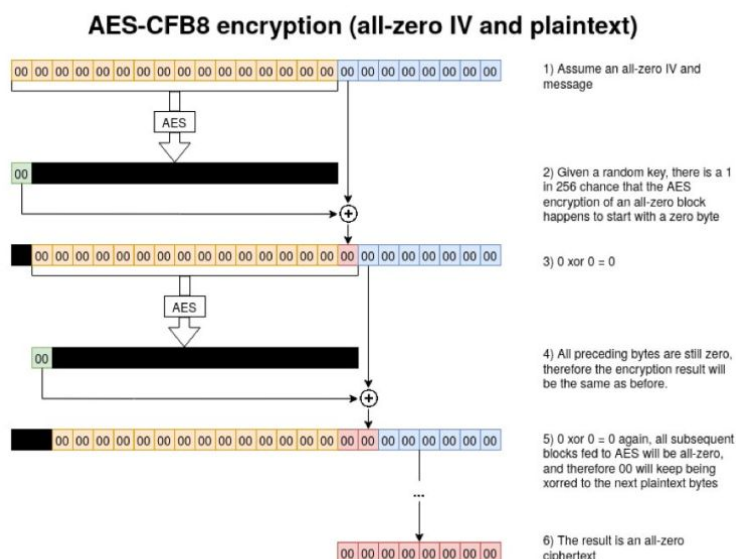 AES-CFB8 encryption (all-zero IV and plaintext)
00 00 00 00 00 00 00 00 00 00 00 00 00 00 00 00 00 00 00 00 00 00 00 00
1) Assume an all-zero IV and
message
AES
00
2) Given a random key, there is a 1
in 256 chance that the AES
encryption of an all-zero block
happens to start with a zero byte
00 00 00 00 00 00 00 00 00 00 00 00 00 00 00 00 00 00 00 00 00 00 00
3) 0 xor 0 = 0
AES
00
4) All preceding bytes are still zero,
therefore the encryption result will
be the same as before.
00 00 00 00 00 00 00 00 00 00 00 00 00 00 00 00 00 00 00 00 00 00
5) 0 xor 0 = 0 again, all subsequent
blocks fed to AES will be all-zero,
and therefore 00 will keep being
xorred to the next plaintext bytes
...
00 00 00 00 00 00 00 00
6) The result is an all-zero
ciphertext